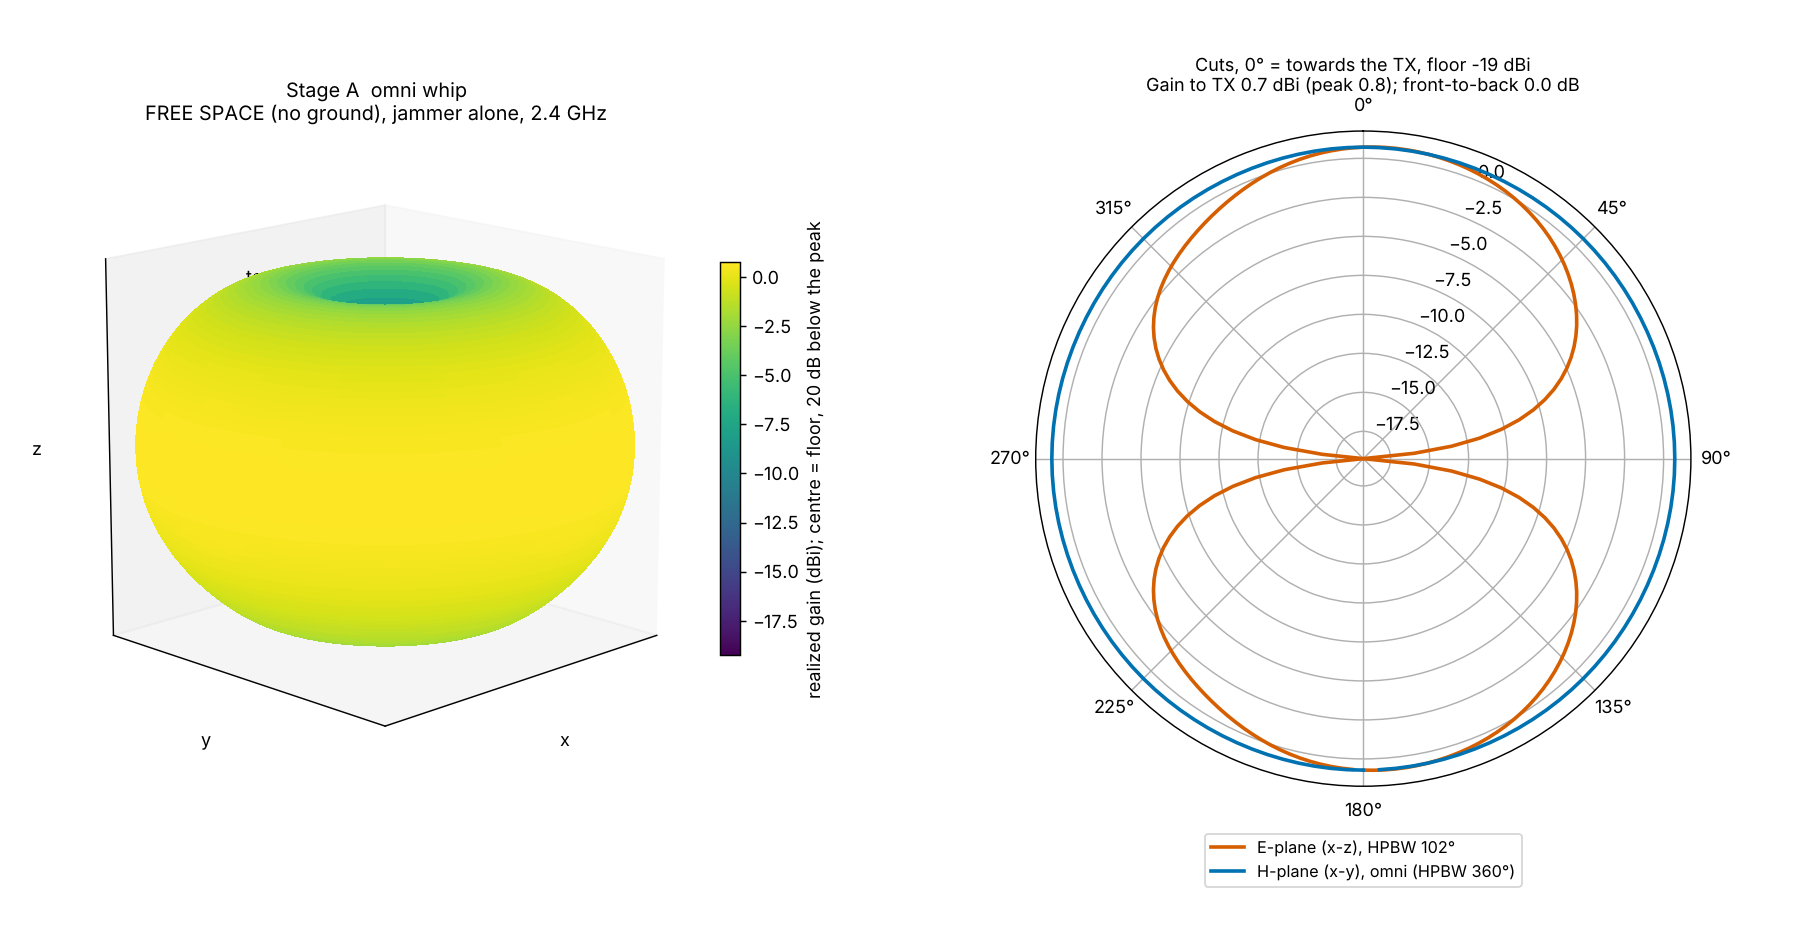 Stage A  omni whip
FREE SPACE (no ground), jammer alone, 2.4 GHz
z
y
x
0.0
−2.5
−5.0
−7.5
−10.0
−12.5
−15.0
−17.5
realized gain (dBi); centre = floor, 20 dB below the peak
Cuts, 0° = towards the TX, floor -19 dBi
Gain to TX 0.7 dBi (peak 0.8); front-to-back 0.0 dB
0°
45°
90°
135°
180°
225°
270°
315°
0.0
−2.5
−5.0
−7.5
−10.0
−12.5
−15.0
−17.5
E-plane (x-z), HPBW 102°
H-plane (x-y), omni (HPBW 360°)